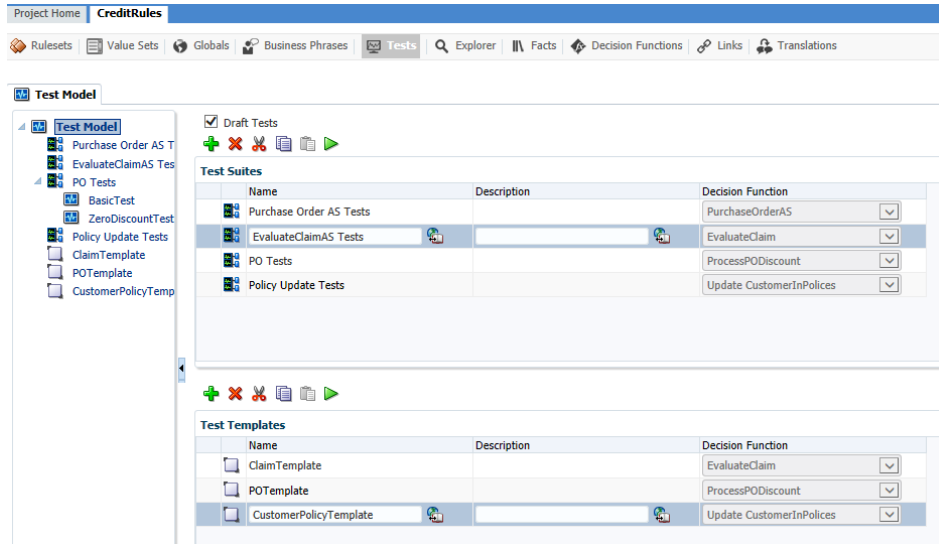 Project Home CreditRules
Rulesets Value Sets Globals Business Phrases Tests Explorer Facts Decision Functions Links Translations
Test Model
Test Model
Purchase Order AS T
EvaluateClaimAS Tes
PO Tests
BasicTest
ZeroDiscountTest
Policy Update Tests
ClaimTemplate
POTemplate
CustomerPolicyTemp
Draft Tests
Test Suites
Name Description Decision Function
Purchase Order AS Tests PurchaseOrderAS
EvaluateClaimAS Tests EvaluateClaim
PO Tests ProcessPODiscount
Policy Update Tests Update CustomerInPolices
Test Templates
Name Description Decision Function
ClaimTemplate EvaluateClaim
POTemplate ProcessPODiscount
CustomerPolicyTemplate Update CustomerInPolices